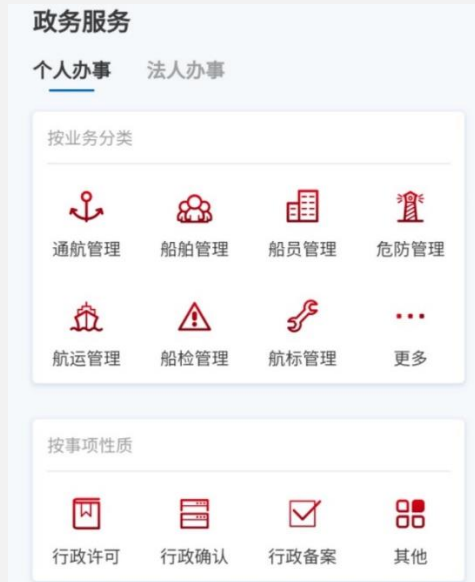 政务服务
个人办事 法人办事
按业务分类
通航管理 船舶管理 船员管理 危防管理
航运管理 船检管理 航标管理 更多
按事项性质
行政许可 行政确认 行政备案 其他